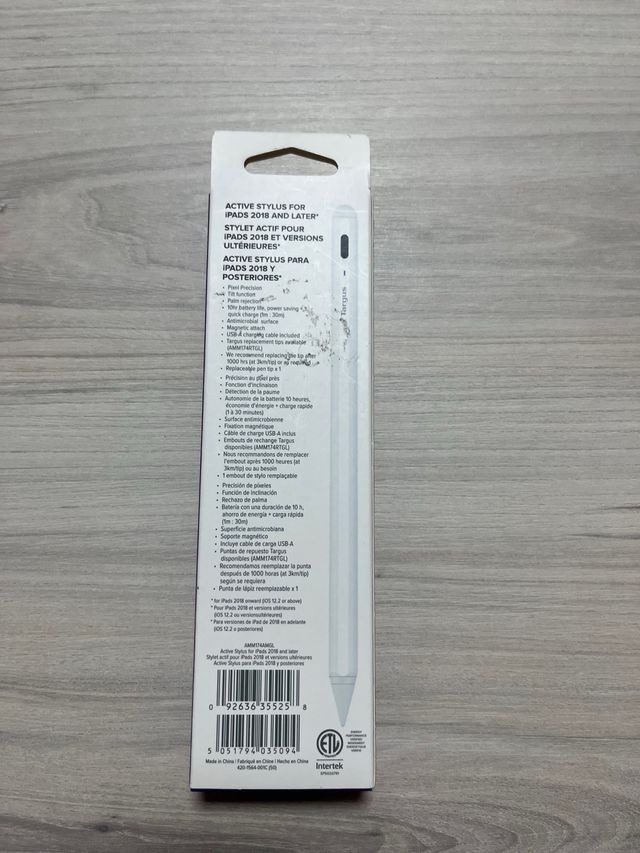 ACTIVE STYLUS FOR
iPADS 2018 AND LATER*
STYLET ACTIF POUR
iPADS 2018 ET VERSIONS
ULTÉRIEURES*
ACTIVE STYLUS PARA
iPADS 2018 Y
POSTERIORES*
• Pixel Precision
• Tilt function
• Palm rejection
• 10hr battery life, power saving +
quick charge (1m : 30m)
• Antimicrobial surface
• Magnetic attach
• USB-A charging cable included
• Targus replacement tips available
(AMM174RTGL)
• We recommend replacing the tip after
1000 hrs (at 3km/tip) or as required
• Replaceable pen tip x 1
• Précision au pixel près
• Fonction d'inclinaison
• Détection de la paume
• Autonomie de la batterie 10 heures,
économie d'énergie + charge rapide
(1 à 30 minutes)
• Surface antimicrobienne
• Fixation magnétique
• Câble de charge USB-A inclus
• Embouts de rechange Targus
disponibles (AMM174RTGL)
• Nous recommandons de remplacer
l'embout après 1000 heures (at
3km/tip) ou au besoin
• 1 embout de stylo remplaçable
• Precisión de píxeles
• Función de inclinación
• Rechazo de palma
• Batería con una duración de 10 h,
ahorro de energía + carga rápida
(1m : 30m)
• Superficie antimicrobiana
• Soporte magnético
• Incluye cable de carga USB-A
• Puntas de repuesto Targus
disponibles (AMM174RTGL)
• Recomendamos reemplazar la punta
después de 1000 horas (at 3km/tip)
según se requiera
• Punta de lápiz reemplazable x 1
* for iPads 2018 onward (iOS 12.2 or above)
* Pour iPads 2018 et versions ultérieures
(iOS 12.2 ou versionsultérieurs)
* Para versiones de iPad de 2018 en adelante
(iOS 12.2 o posteriores)
AMM174AMGL
Active Stylus for iPads 2018 and later
Stylet actif pour iPads 2018 et versions ultérieures
Active Stylus para iPads 2018 y posteriores
0 92636 35525 8
5 051794 035094
Made in China | Fabriqué en Chine | Hecho en China
420-1564-001C (50)
Targus
ETL
Intertek
ENERGY
PERFORMANCE
VERIFIED